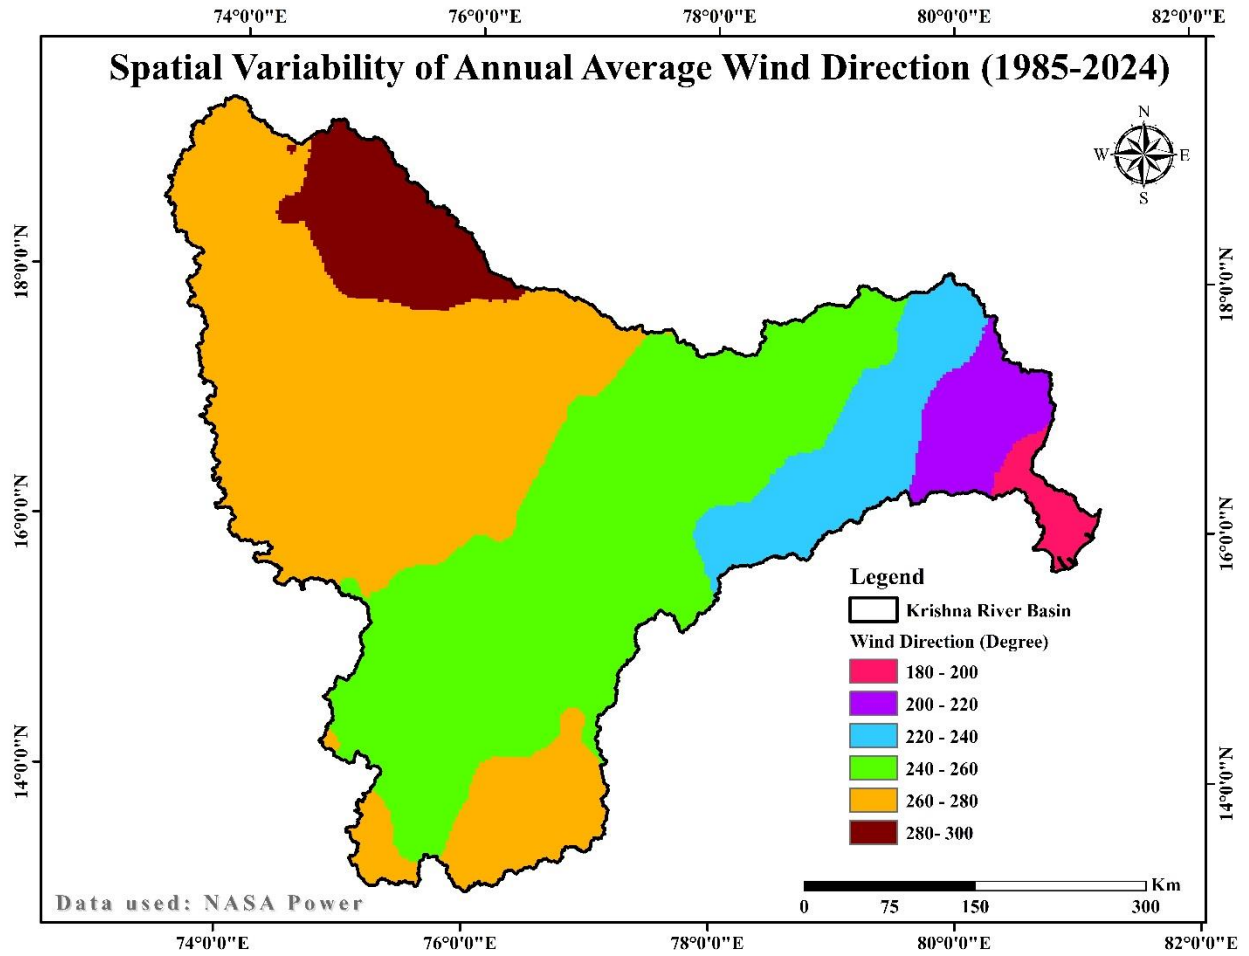 74°0'0"E 76°0'0"E 78°0'0"E 80°0'0"E 82°0'0"E
Spatial Variability of Annual Average Wind Direction (1985-2024)
N
W E
S
18°0'0"N 18°0'0"N
16°0'0"N 16°0'0"N
14°0'0"N 14°0'0"N
Legend
Krishna River Basin
Wind Direction (Degree)
180 - 200
200 - 220
220 - 240
240 - 260
260 - 280
280- 300
Km
0 75 150 300
Data used: NASA Power
74°0'0"E 76°0'0"E 78°0'0"E 80°0'0"E 82°0'0"E